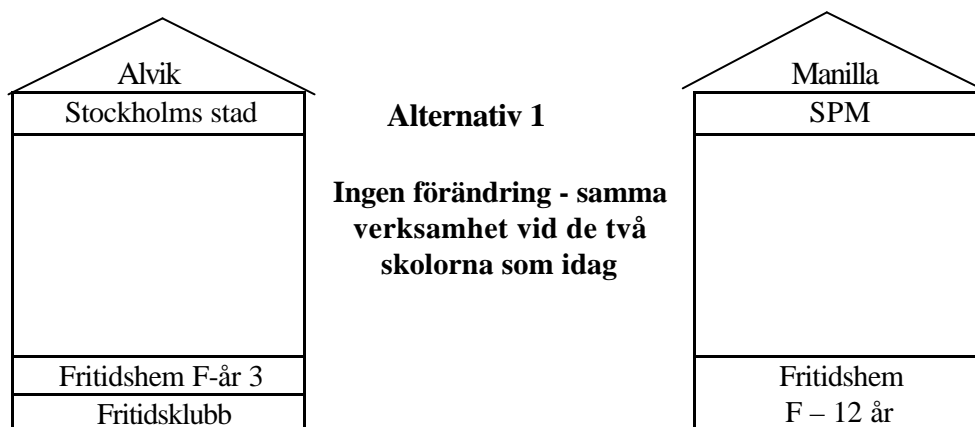 Alvik
Stockholms stad
Alternativ 1
Ingen förändring - samma
verksamhet vid de två
skolorna som idag
Fritidshem F-år 3
Fritidsklubb
Manilla
SPM
Fritidshem
F – 12 år